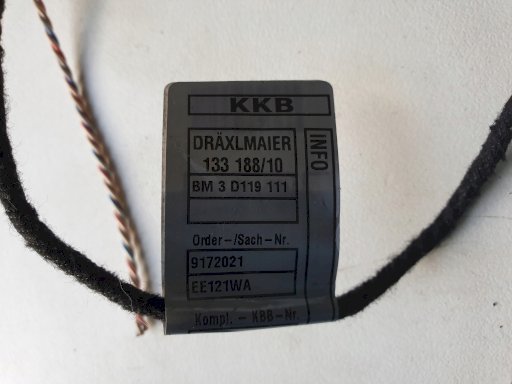 KKB
INFO
DRÄXLMAIER
133 188/10
BM 3 D119 111
Order-/Sach-Nr.
9172021
EE121WA
Kompl. - KBB-Nr.